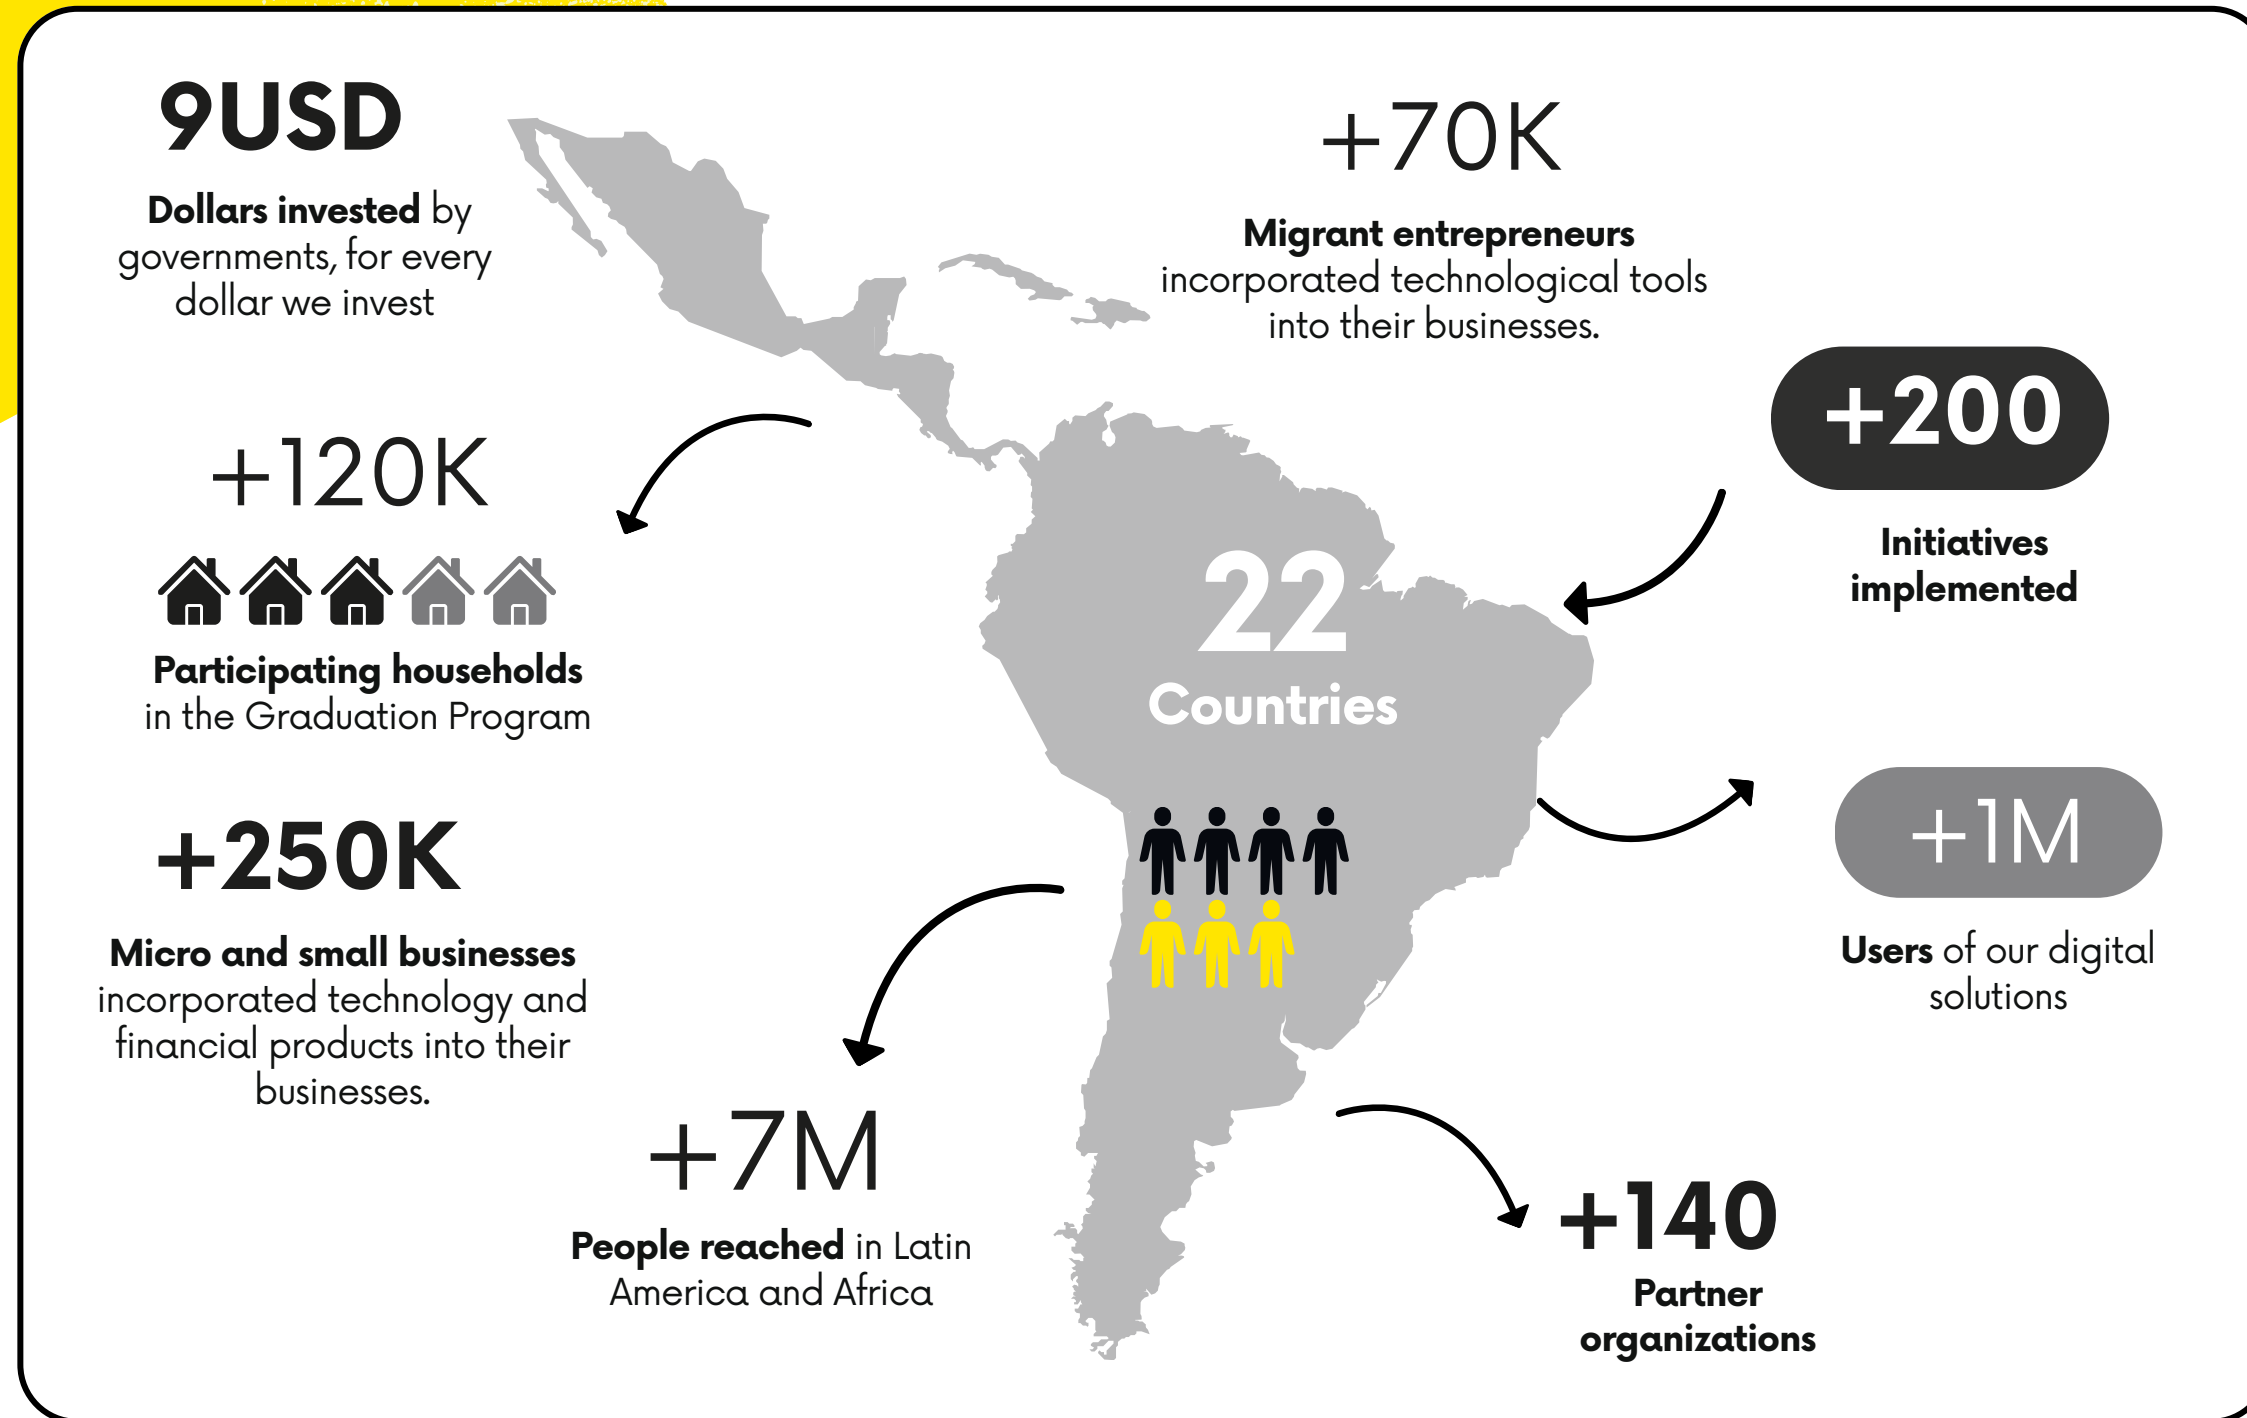 9USD
Dollars invested by
governments, for every
dollar we invest
+70K
Migrant entrepreneurs
incorporated technological tools
into their businesses.
+200
Initiatives
implemented
+120K
Participating households
in the Graduation Program
22
Countries
+250K
Micro and small businesses
incorporated technology and
financial products into their
businesses.
+1M
Users of our digital
solutions
+7M
People reached in Latin
America and Africa
+140
Partner
organizations